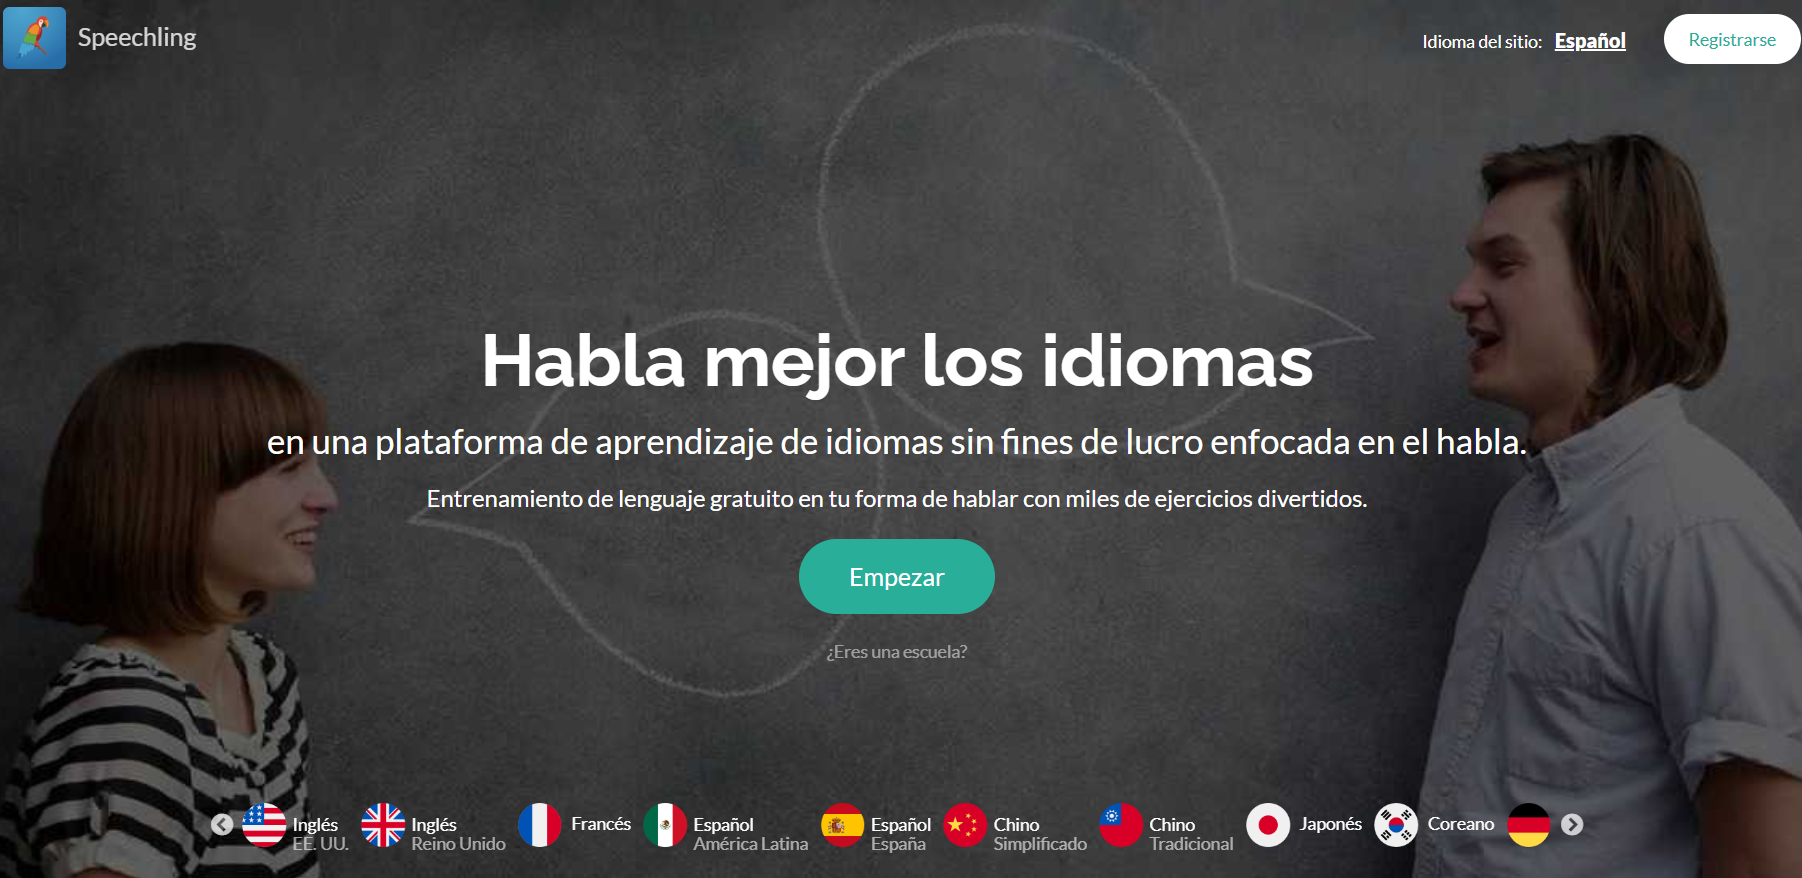 Speechling
Idioma del sitio: Español
Registrarse
Habla mejor los idiomas
en una plataforma de aprendizaje de idiomas sin fines de lucro enfocada en el habla.
Entrenamiento de lenguaje gratuito en tu forma de hablar con miles de ejercicios divertidos.
Empezar
¿Eres una escuela?
Inglés
EE. UU.
Inglés
Reino Unido
Francés
Español
América Latina
Español
España
Chino
Simplificado
Chino
Tradicional
Japonés
Coreano